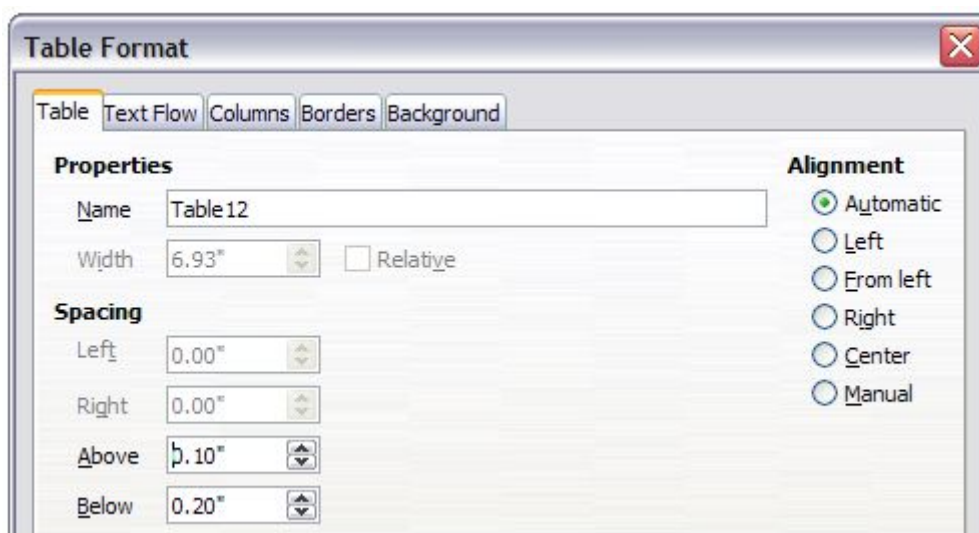 Table Format
Table Text Flow Columns Borders Background
Properties
Name Table12
Width 6.93" Relative
Spacing
Left 0.00"
Right 0.00"
Above 0.10"
Below 0.20"
Alignment
Automatic
Left
From left
Right
Center
Manual